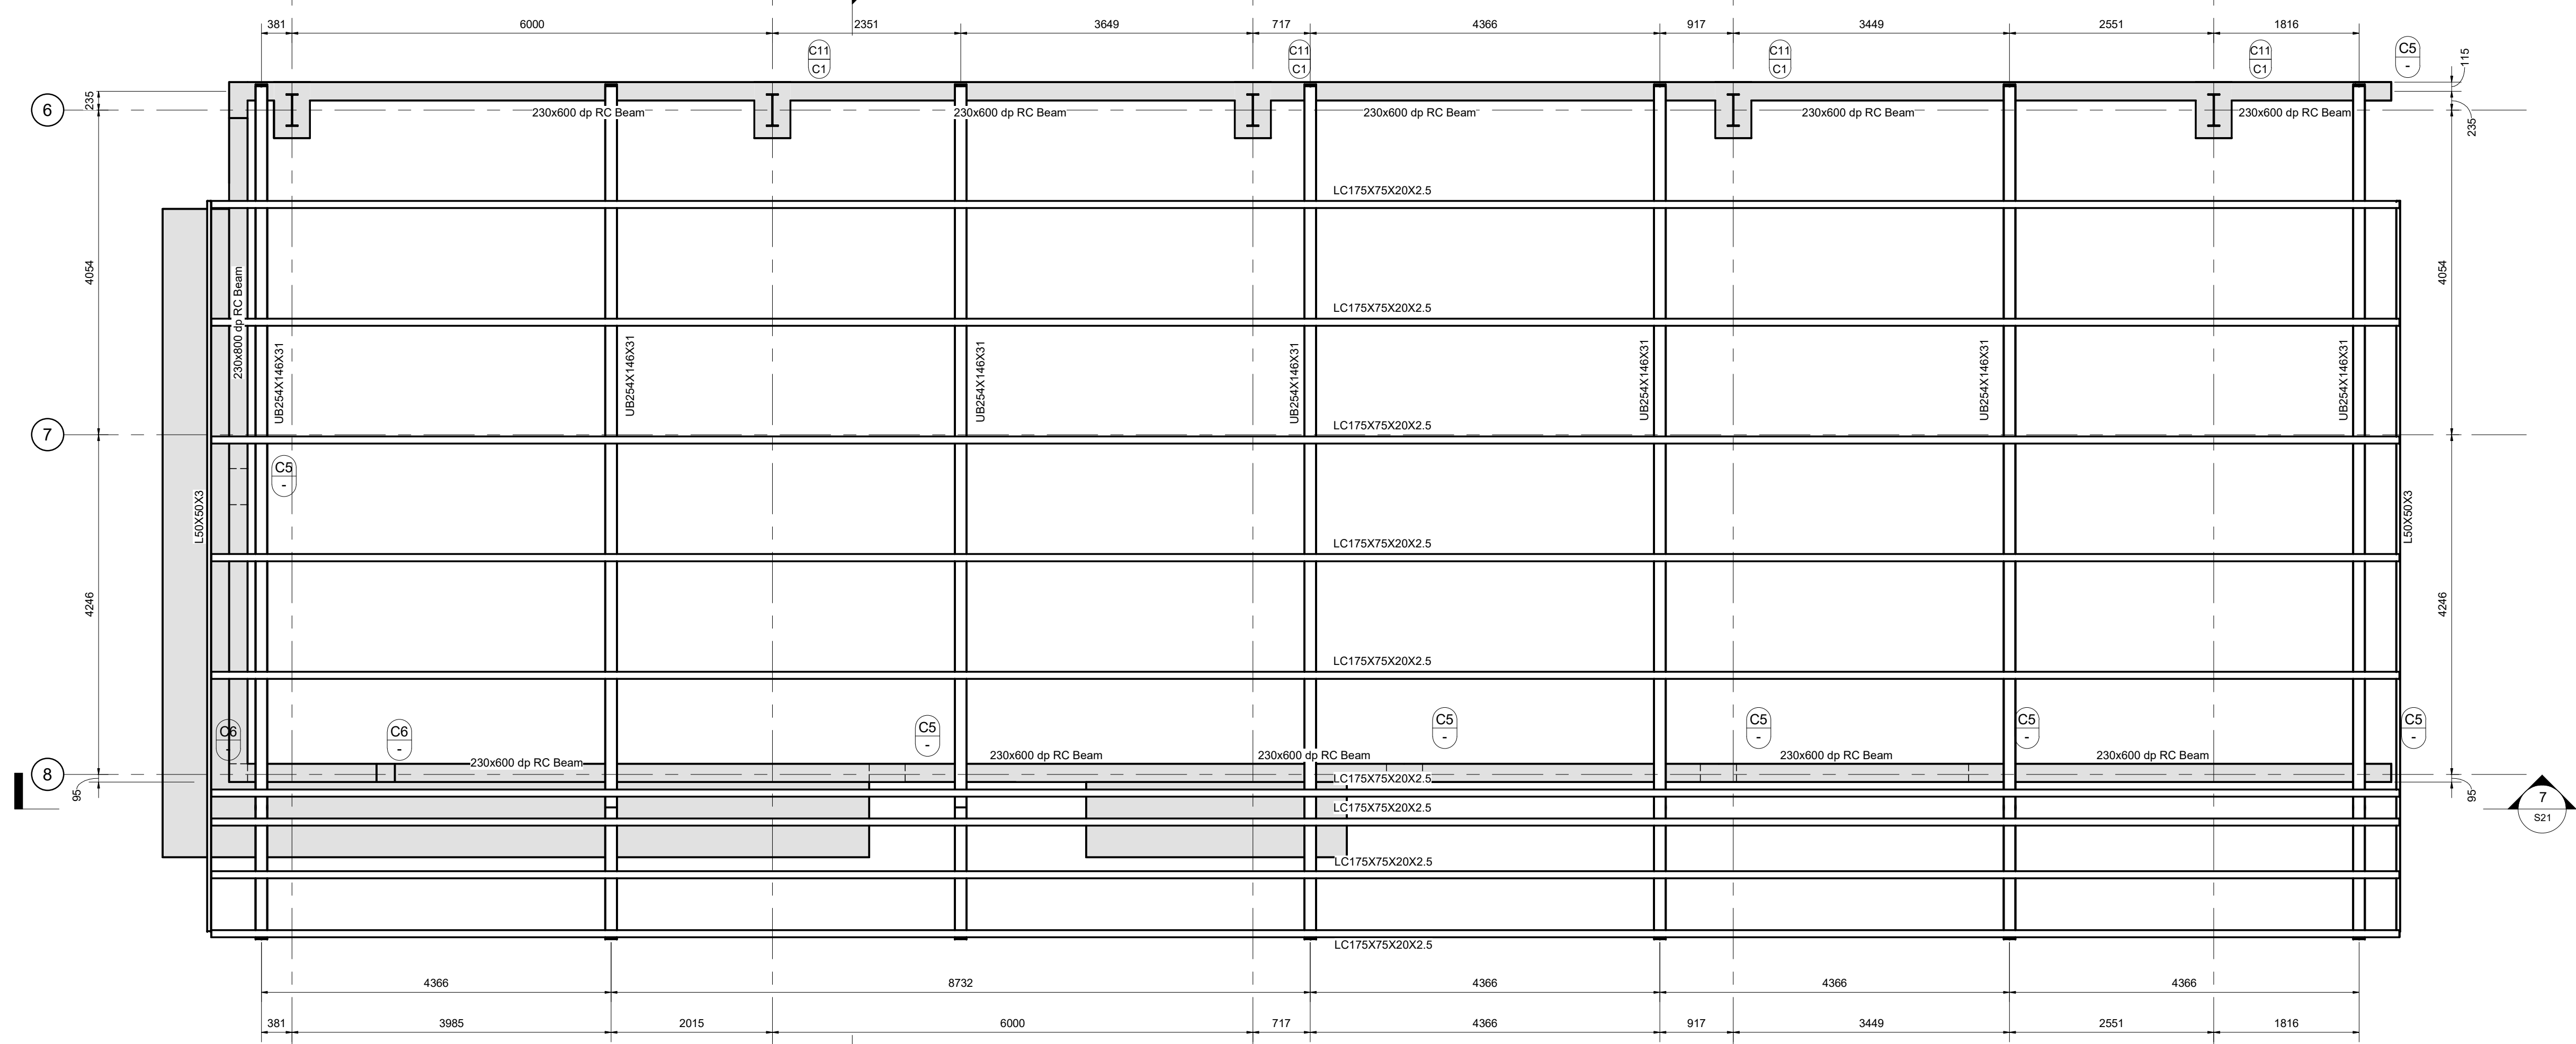 381
6000
2351
3649
717
4366
917
3449
2551
1816
C11
C1
C11
C1
C11
C1
C11
C1
C5
-
115
235
6
230x600 dp RC Beam
230x600 dp RC Beam
230x600 dp RC Beam
230x600 dp RC Beam
230x600 dp RC Beam
235
LC175X75X20X2.5
4054
230x800 dp RC Beam
LC175X75X20X2.5
4054
UB254X146X31
UB254X146X31
UB254X146X31
UB254X146X31
UB254X146X31
UB254X146X31
UB254X146X31
7
LC175X75X20X2.5
C5
-
L50X50X3
L50X50X3
LC175X75X20X2.5
4246
4246
LC175X75X20X2.5
C6
-
C6
-
C5
-
C5
-
C5
-
C5
-
C5
-
230x600 dp RC Beam
230x600 dp RC Beam
230x600 dp RC Beam
230x600 dp RC Beam
230x600 dp RC Beam
8
LC175X75X20X2.5
95
95
7
S21
LC175X75X20X2.5
LC175X75X20X2.5
LC175X75X20X2.5
4366
8732
4366
4366
4366
381
3985
2015
6000
717
4366
917
3449
2551
1816